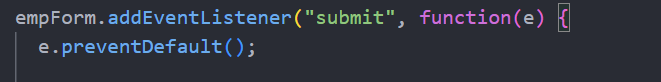 empForm.addEventListener("submit", function(e) {
e.preventDefault();